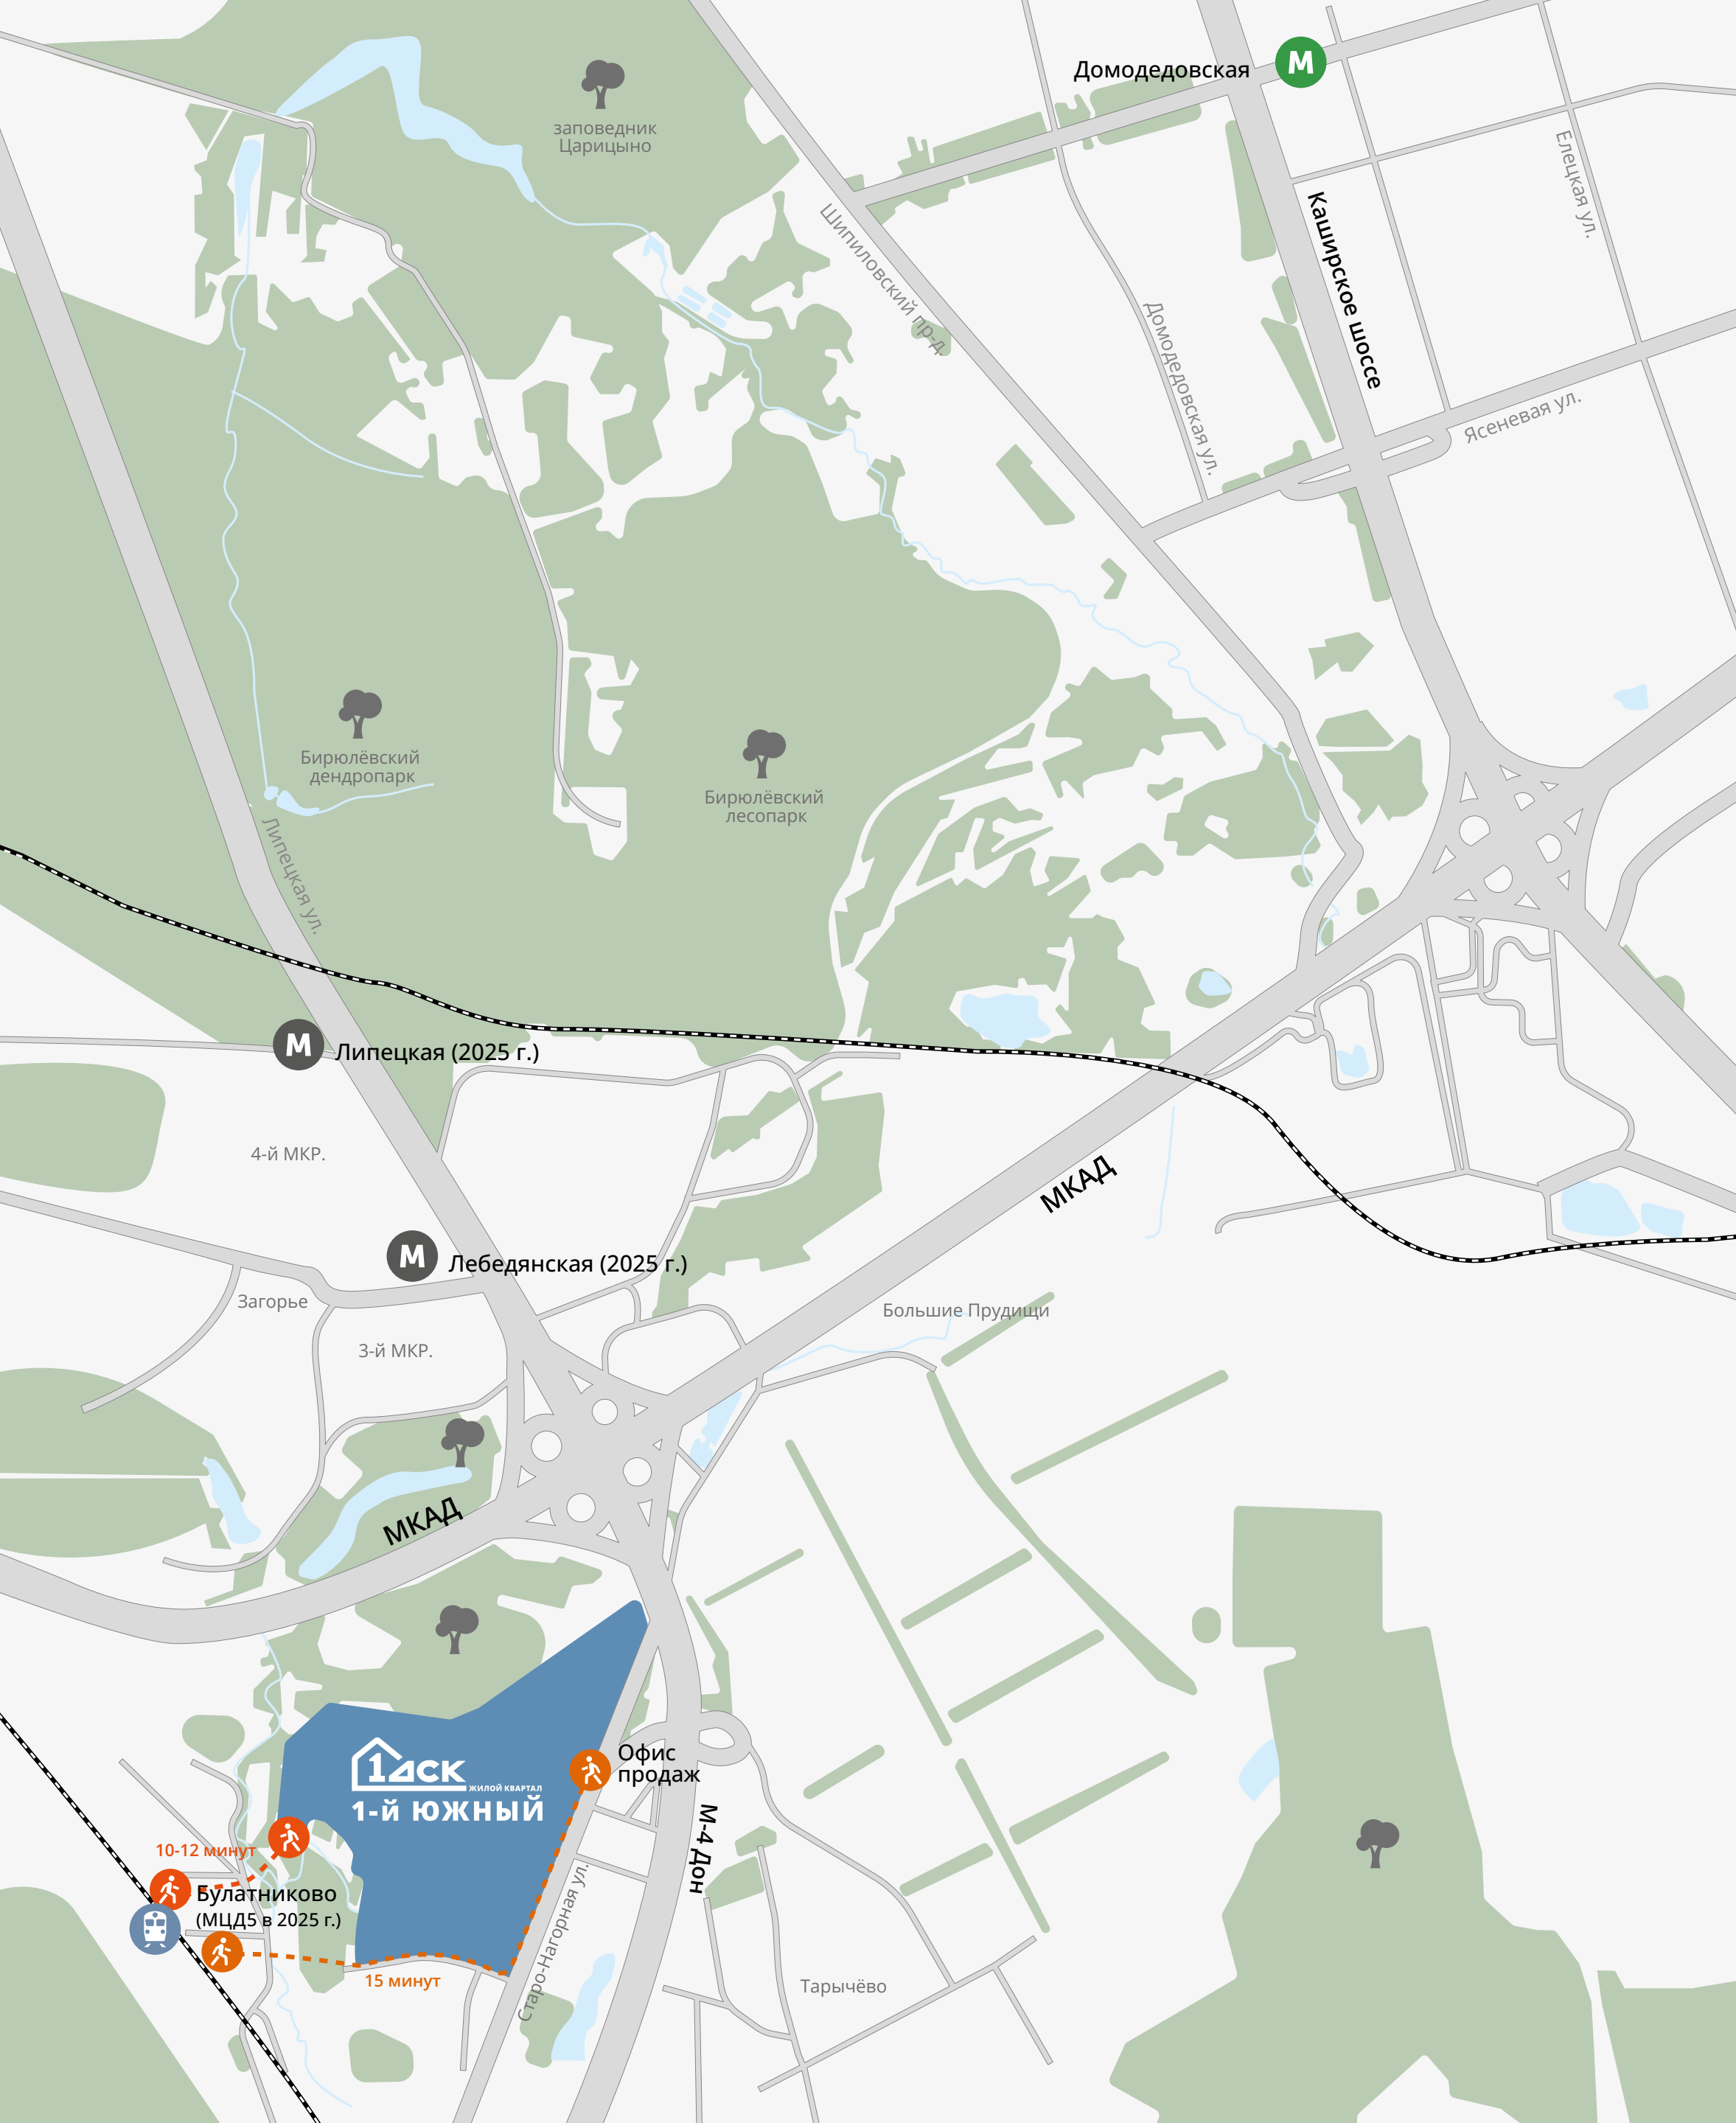 Домодедовская
М
заповедник
Царицыно
Елецкая ул.
Каширское шоссе
Шипиловский пр-д.
Домодедовская ул.
Ясеневая ул.
Бирюлёвский
дендропарк
Бирюлёвский
лесопарк
Липецкая ул.
М
Липецкая (2025 г.)
4-й МКР.
МКАД
М
Лебедянская (2025 г.)
Загорье
Большие Прудищи
3-й МКР.
МКАД
1ДСК
ЖИЛОЙ КВАРТАЛ
1-й ЮЖНЫЙ
Офис
продаж
М-4 Дон
10-12 минут
Булатниково
(МЦД5 в 2025 г.)
15 минут
Старо-Нагорная ул.
Тарычёво